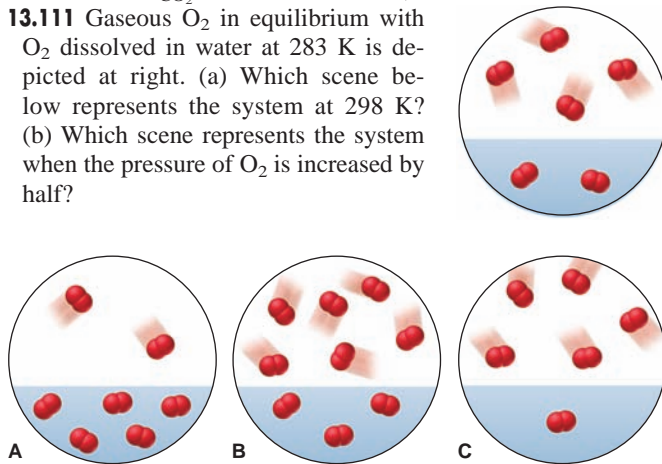 13.111 Gaseous O₂ in equilibrium with
O₂ dissolved in water at 283 K is de-
picted at right. (a) Which scene be-
low represents the system at 298 K?
(b) Which scene represents the system
when the pressure of O₂ is increased by
half?
A B C